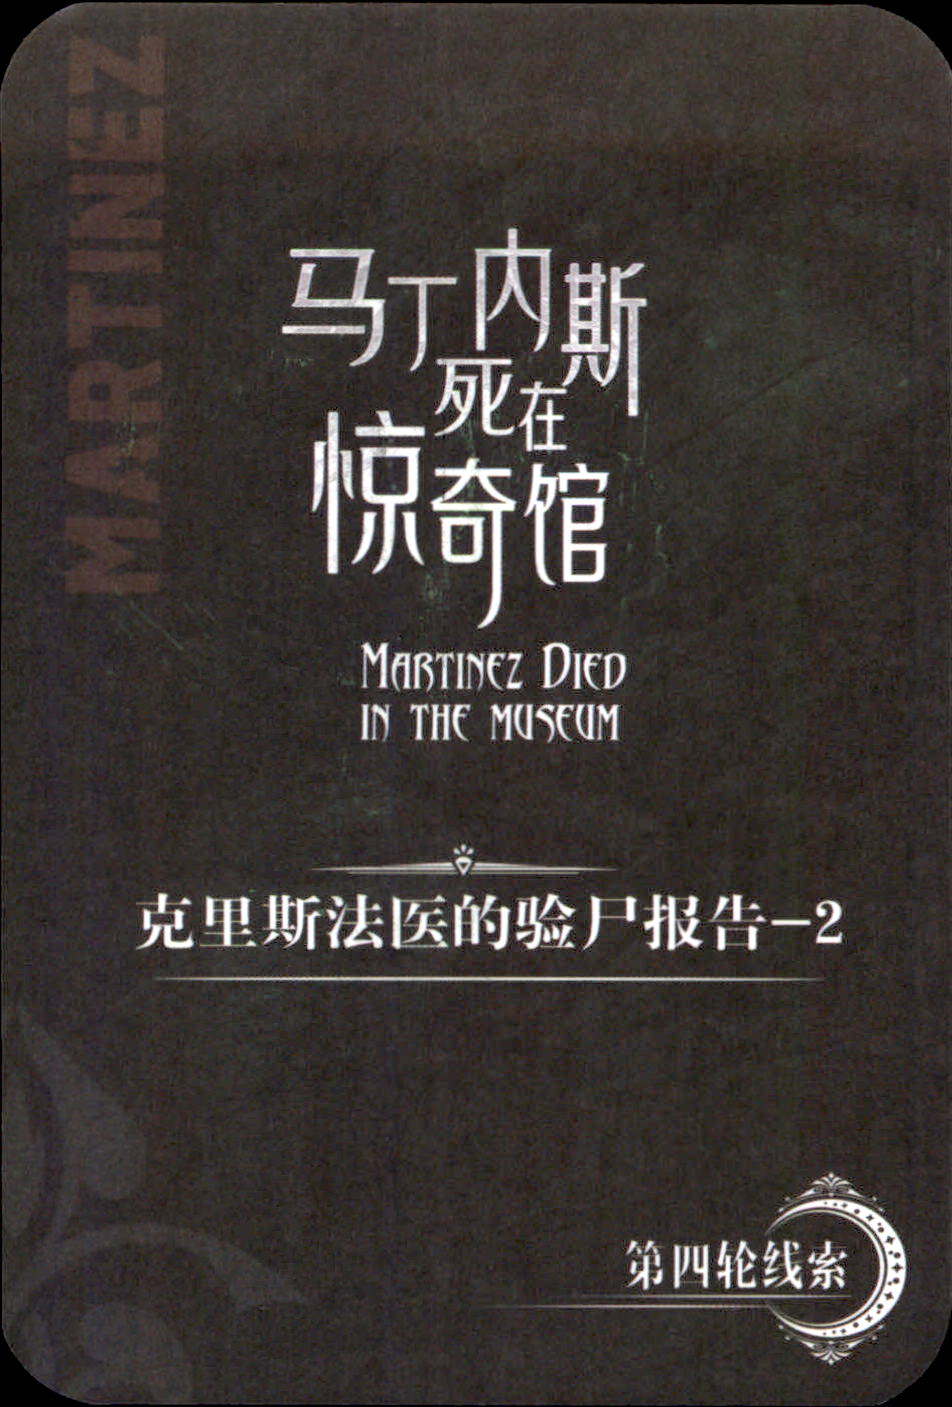 MARTINEZ
马丁内斯
死在
惊奇馆
MARTINEZ DIED
IN THE MUSEUM
克里斯法医的验尸报告-2
第四轮线索